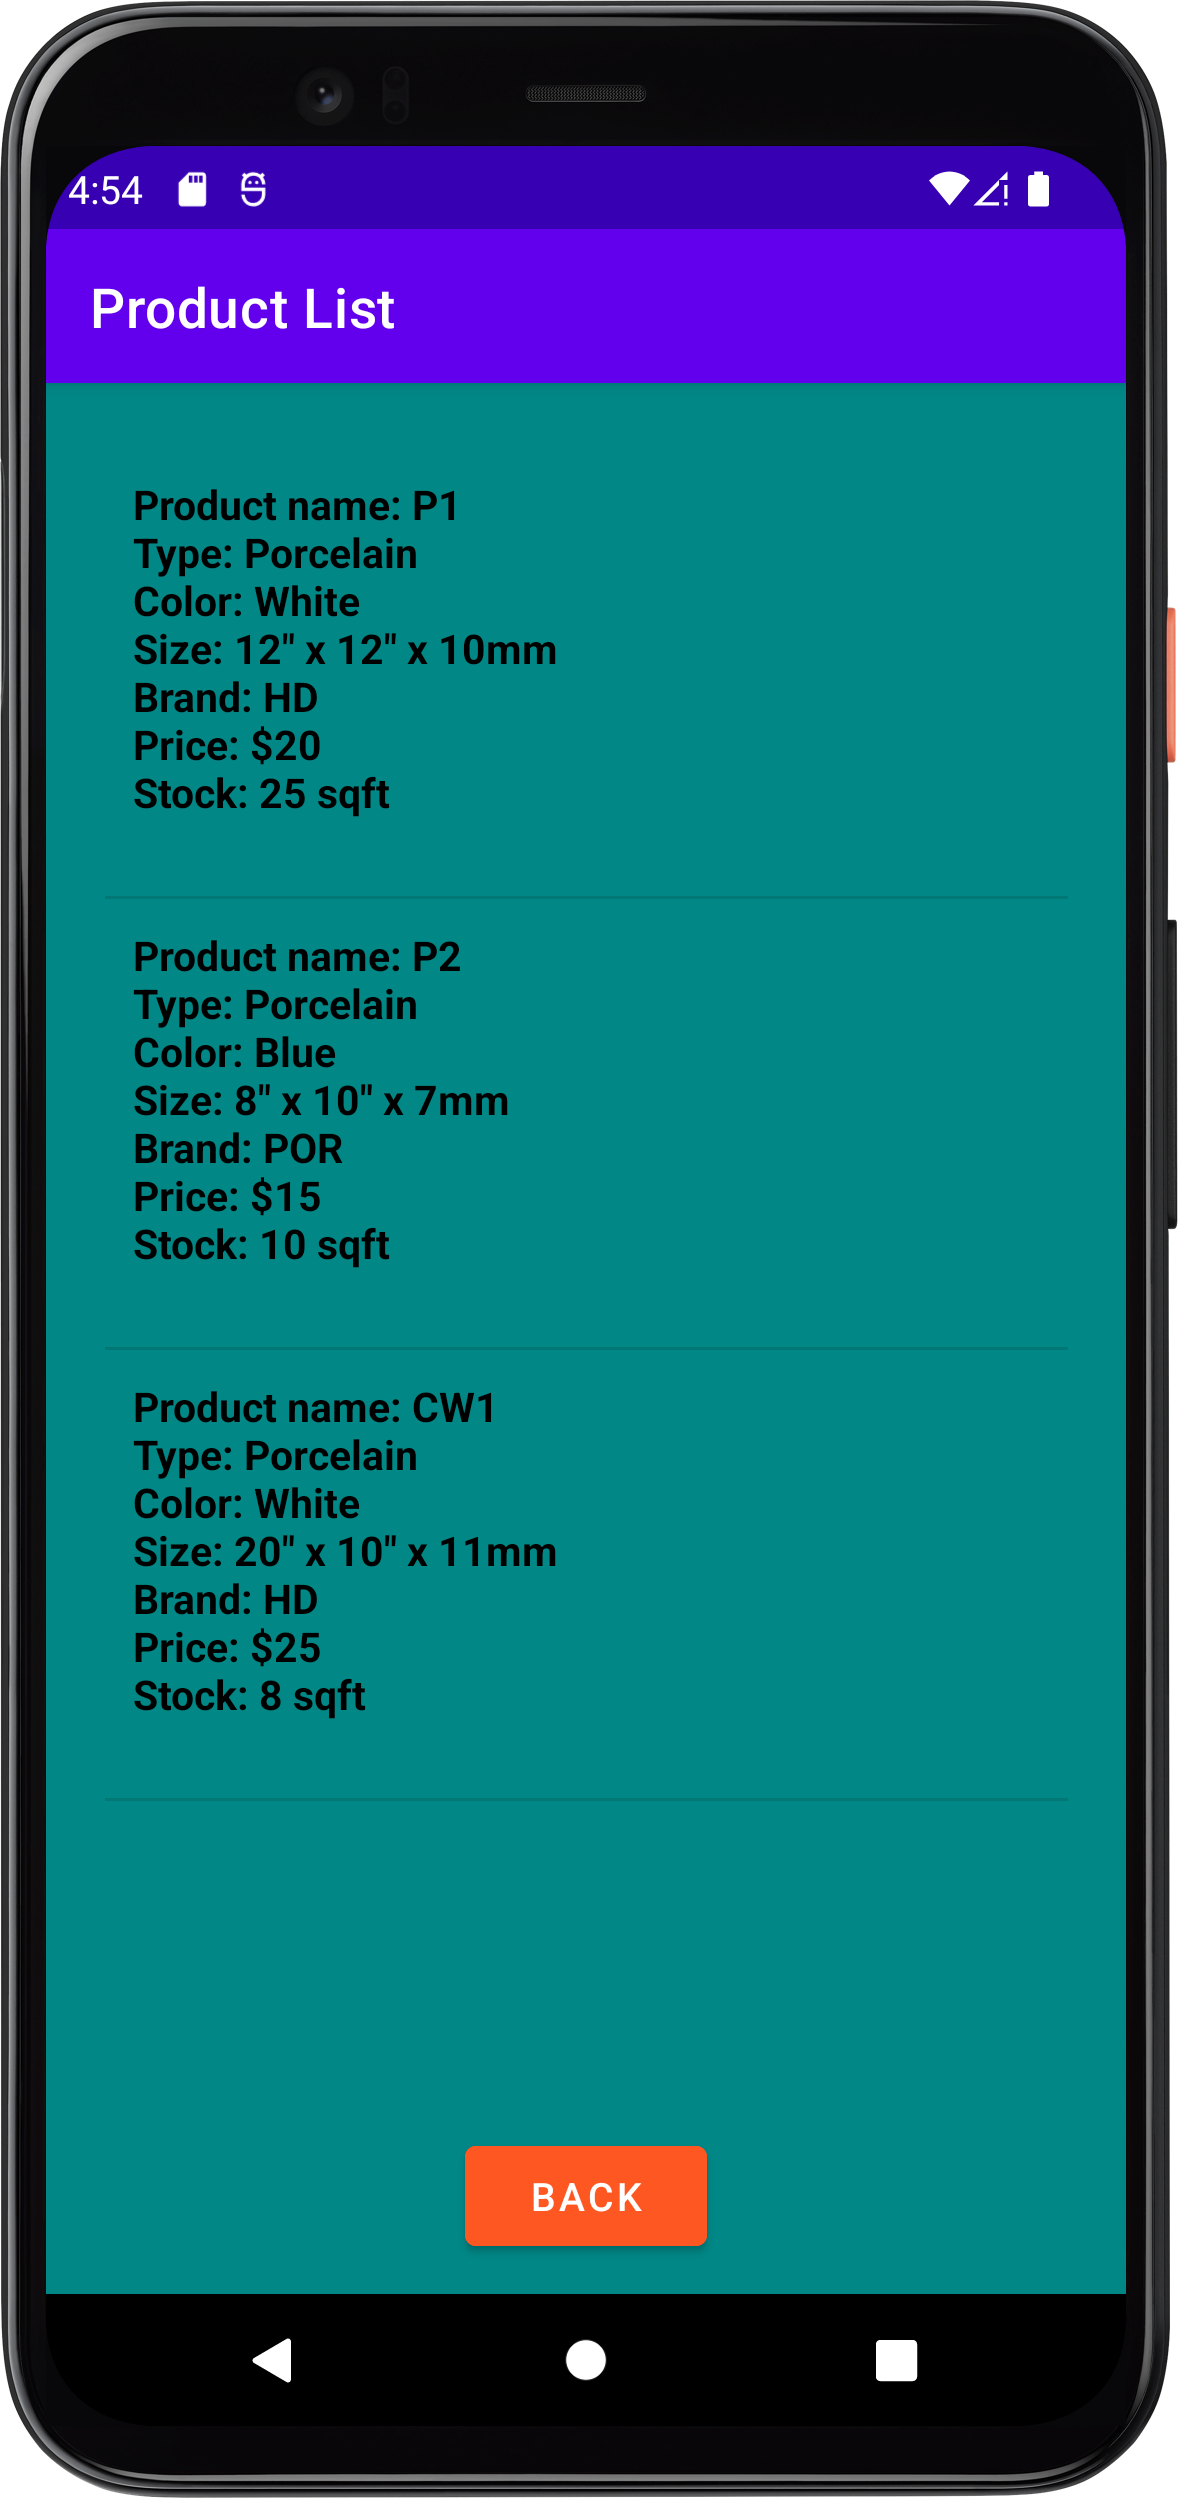 4:54
Product List
Product name: P1
Type: Porcelain
Color: White
Size: 12" x 12" x 10mm
Brand: HD
Price: $20
Stock: 25 sqft
Product name: P2
Type: Porcelain
Color: Blue
Size: 8" x 10" x 7mm
Brand: POR
Price: $15
Stock: 10 sqft
Product name: CW1
Type: Porcelain
Color: White
Size: 20" x 10" x 11mm
Brand: HD
Price: $25
Stock: 8 sqft
BACK